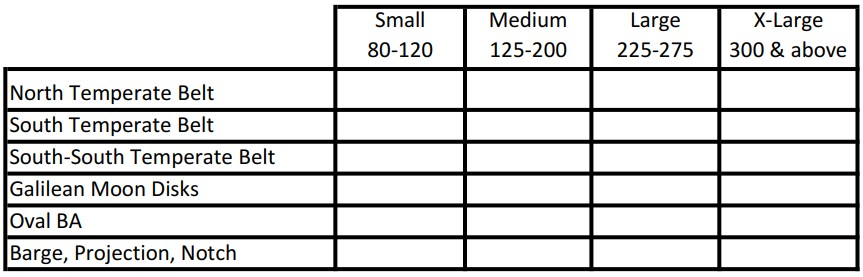 Small Medium Large X-Large
80-120 125-200 225-275 300 & above
North Temperate Belt
South Temperate Belt
South-South Temperate Belt
Galilean Moon Disks
Oval BA
Barge, Projection, Notch